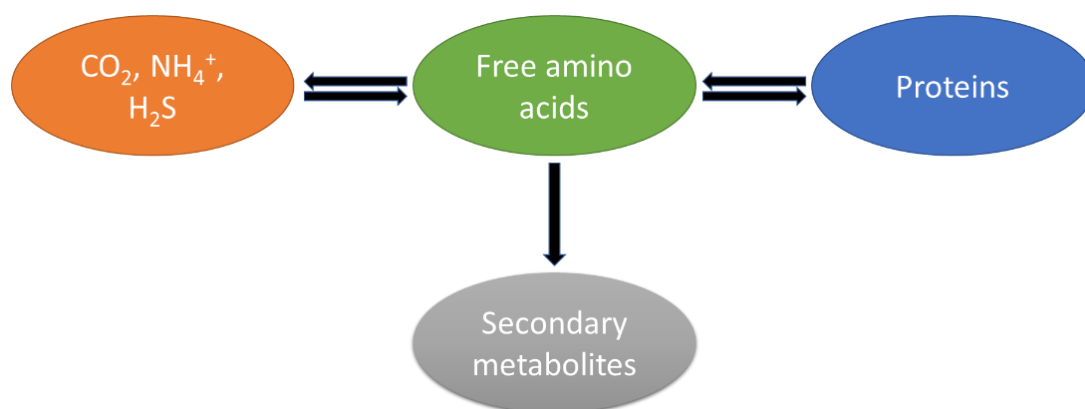 CO₂, NH₄⁺,
H₂S
Free amino
acids
Proteins
Secondary
metabolites